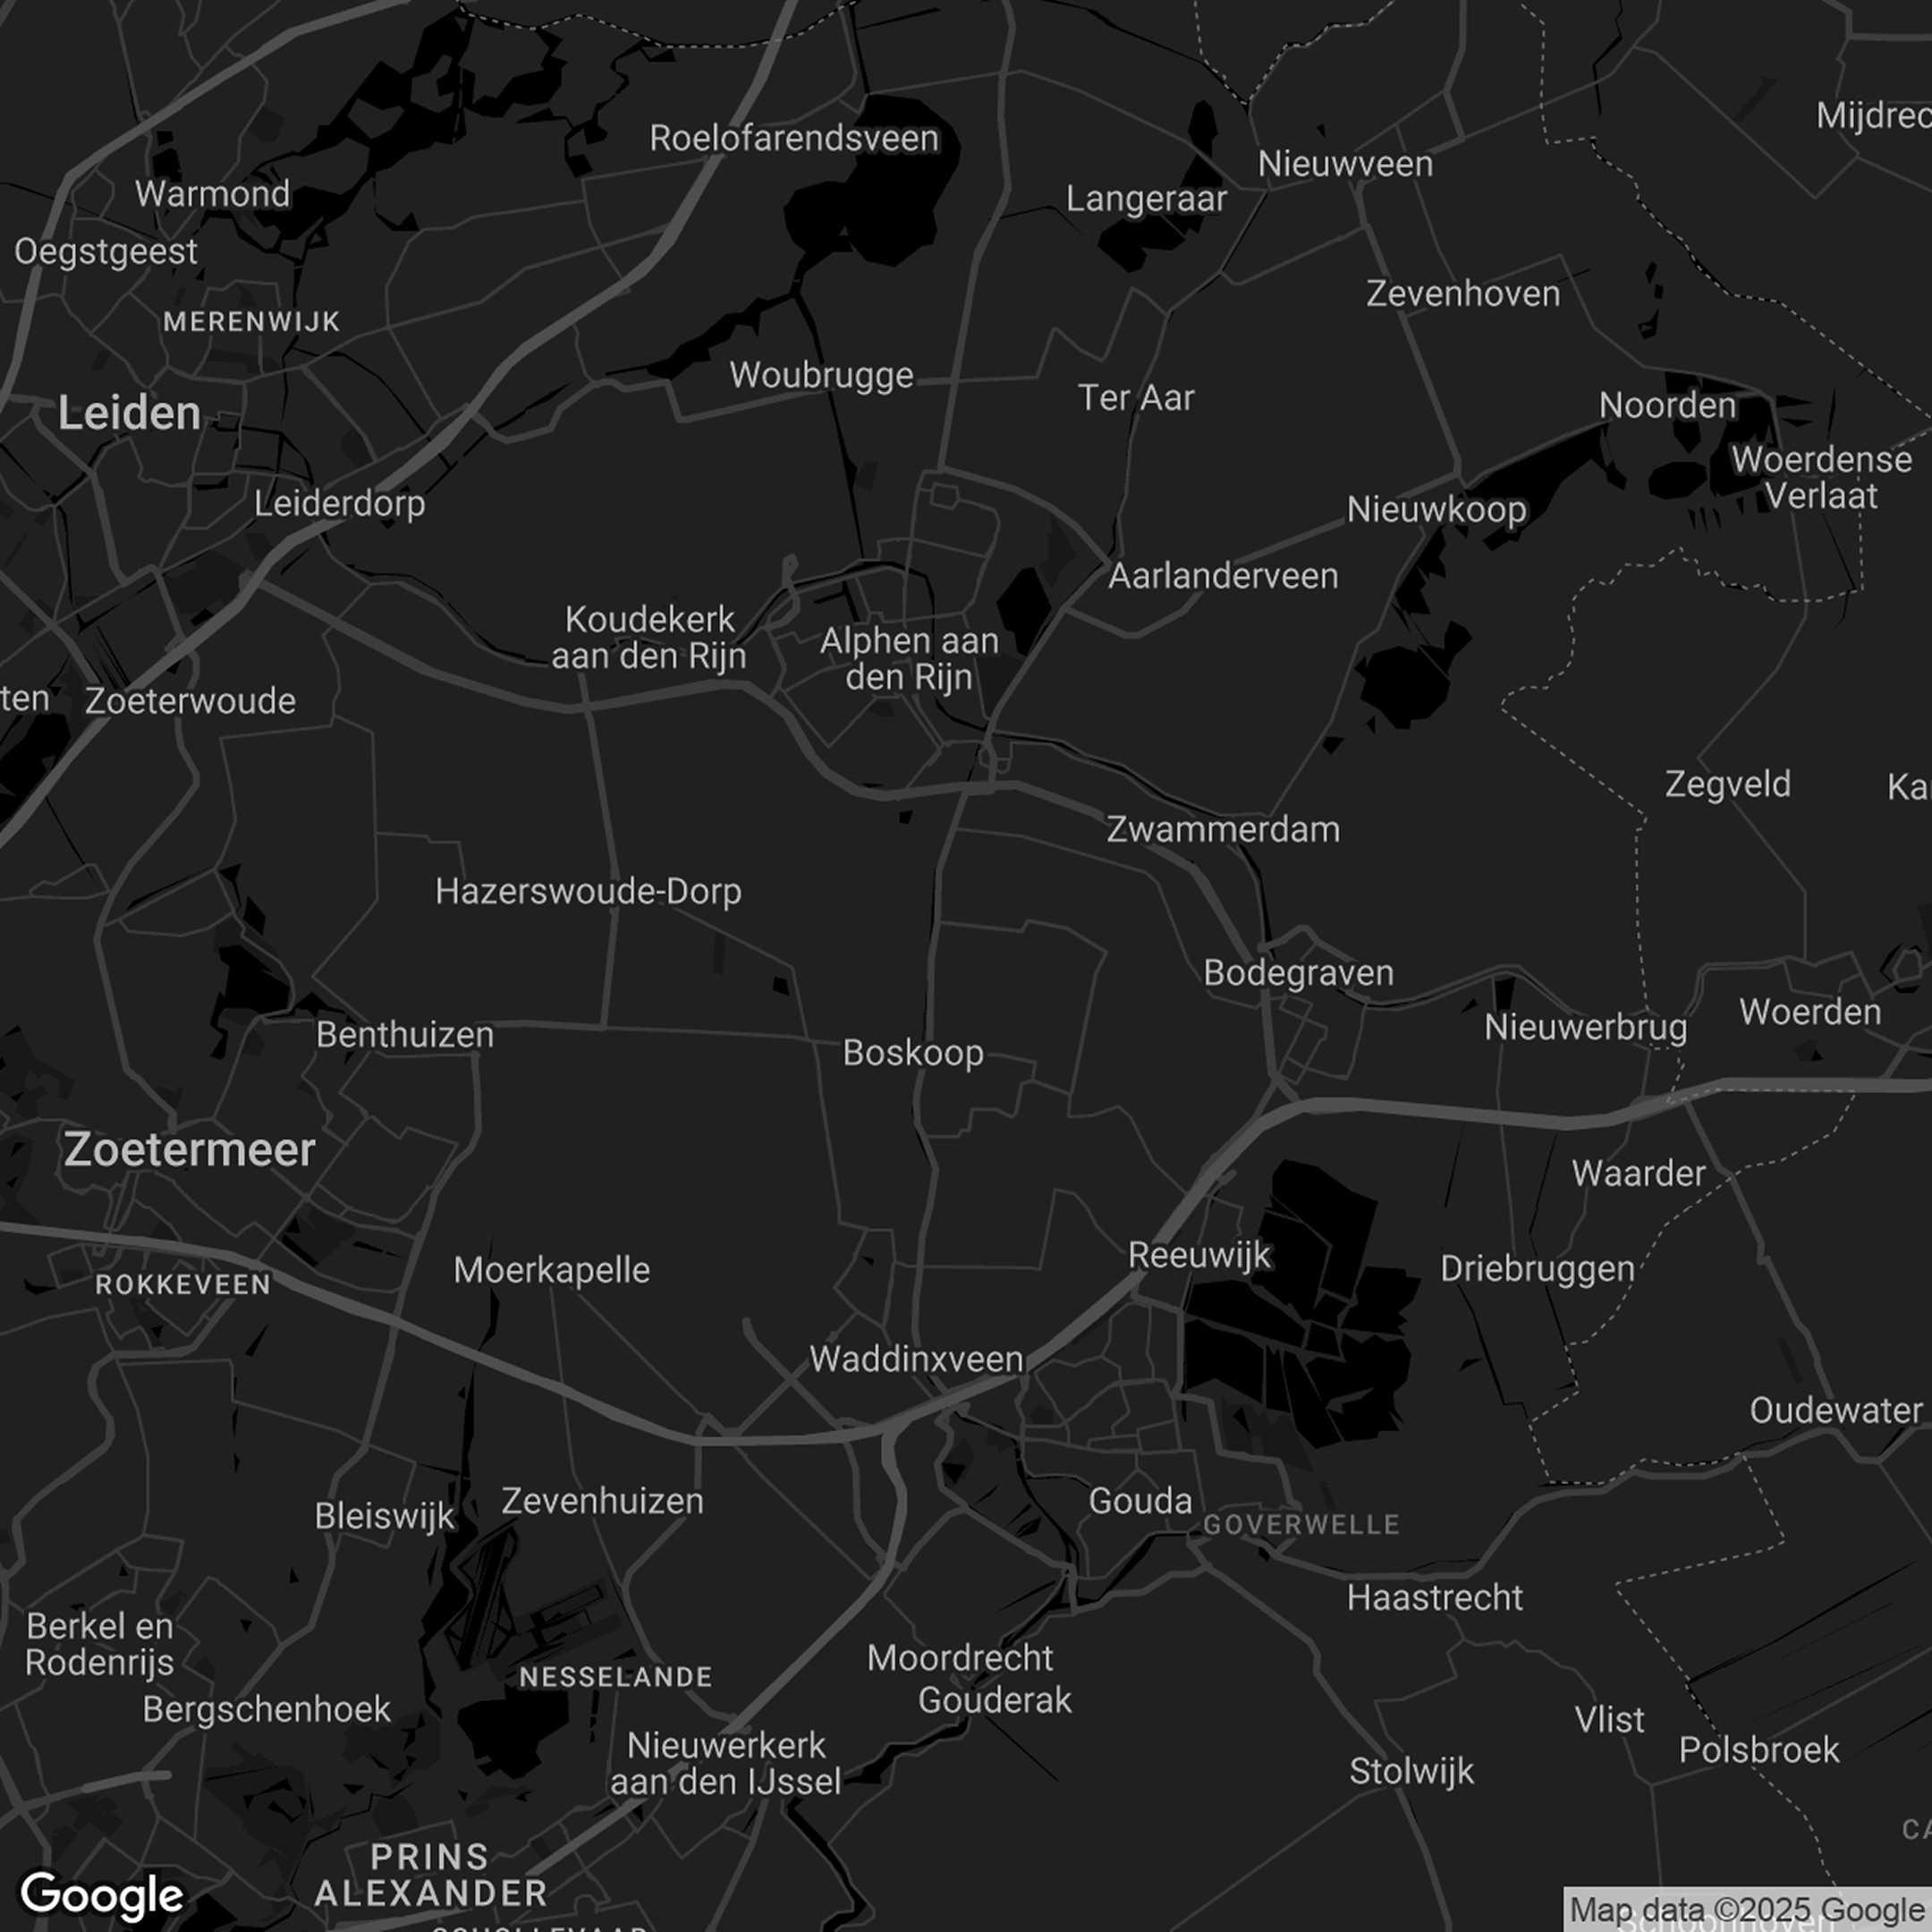 Mijdrec
Roelofarendsveen
Nieuwveen
Warmond
Langeraar
Oegstgeest
Zevenhoven
MERENWIJK
Woubrugge
Ter Aar
Noorden
Leiden
Woerdense
Verlaat
Leiderdorp
Nieuwkoop
Aarlanderveen
Koudekerk
aan den Rijn
Alphen aan
den Rijn
ten
Zoeterwoude
Zegveld
Ka
Zwammerdam
Hazerswoude-Dorp
Bodegraven
Woerden
Nieuwerbrug
Benthuizen
Boskoop
Zoetermeer
Waarder
Reeuwijk
Driebruggen
Moerkapelle
ROKKEVEEN
Waddinxveen
Oudewater
Zevenhuizen
Gouda
Bleiswijk
GOVERWELLE
Haastrecht
Berkel en
Rodenrijs
Moordrecht
NESSELANDE
Gouderak
Bergschenhoek
Vlist
Nieuwerkerk
aan den IJssel
Polsbroek
Stolwijk
CA
PRINS
ALEXANDER
Google
Map data ©2025 Google